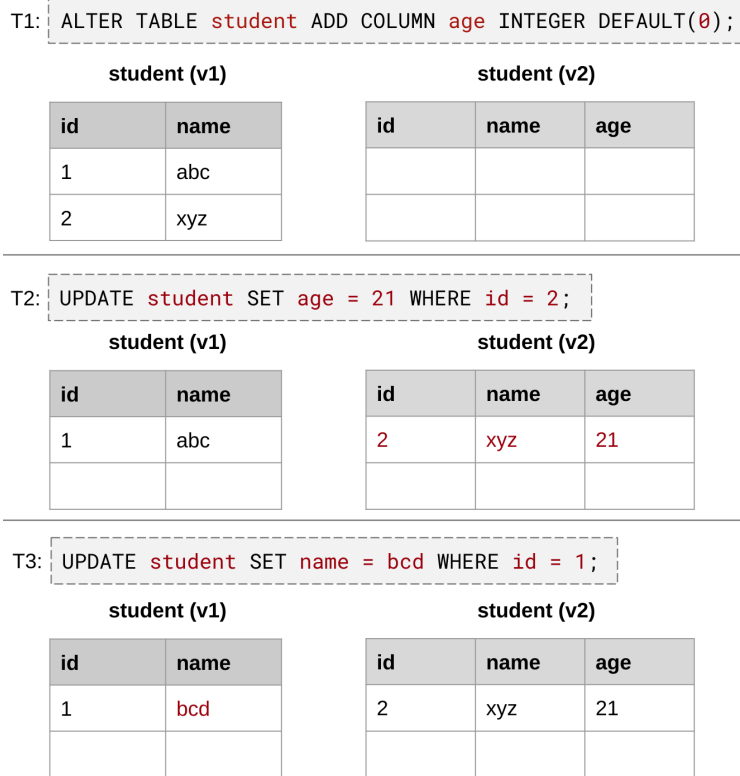 T1: ALTER TABLE student ADD COLUMN age INTEGER DEFAULT(0);
student (v1) student (v2)
id name id name age
1 abc
2 xyz
T2: UPDATE student SET age = 21 WHERE id = 2;
student (v1) student (v2)
id name id name age
1 abc 2 xyz 21
T3: UPDATE student SET name = bcd WHERE id = 1;
student (v1) student (v2)
id name id name age
1 bcd 2 xyz 21